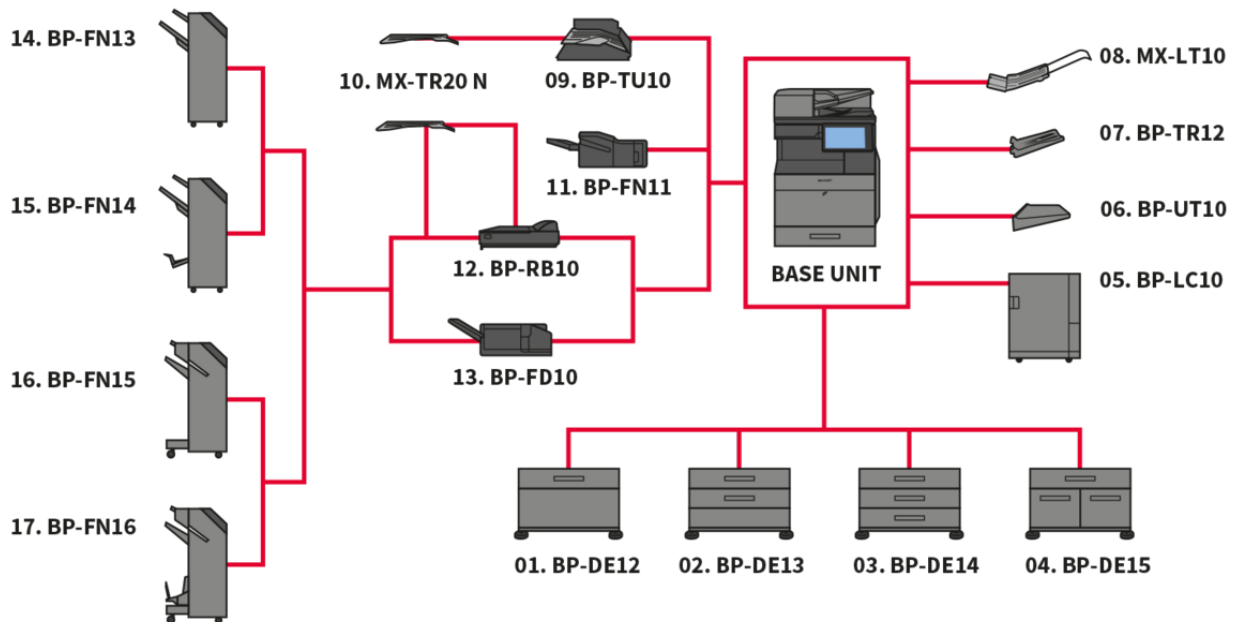 14. BP-FN13
10. MX-TR20 N
09. BP-TU10
08. MX-LT10
07. BP-TR12
15. BP-FN14
11. BP-FN11
06. BP-UT10
12. BP-RB10
BASE UNIT
05. BP-LC10
16. BP-FN15
13. BP-FD10
17. BP-FN16
01. BP-DE12
02. BP-DE13
03. BP-DE14
04. BP-DE15